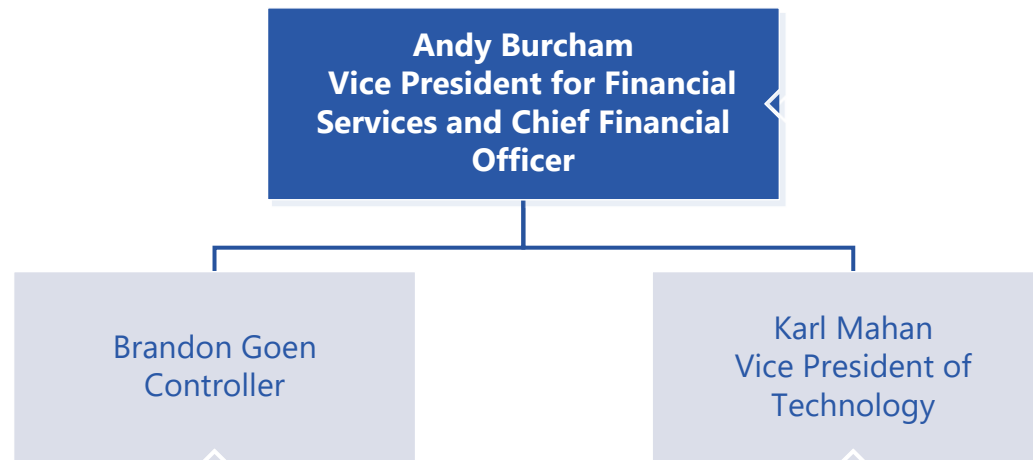 Andy Burcham
Vice President for Financial
Services and Chief Financial
Officer
Brandon Goen
Controller
Karl Mahan
Vice President of
Technology